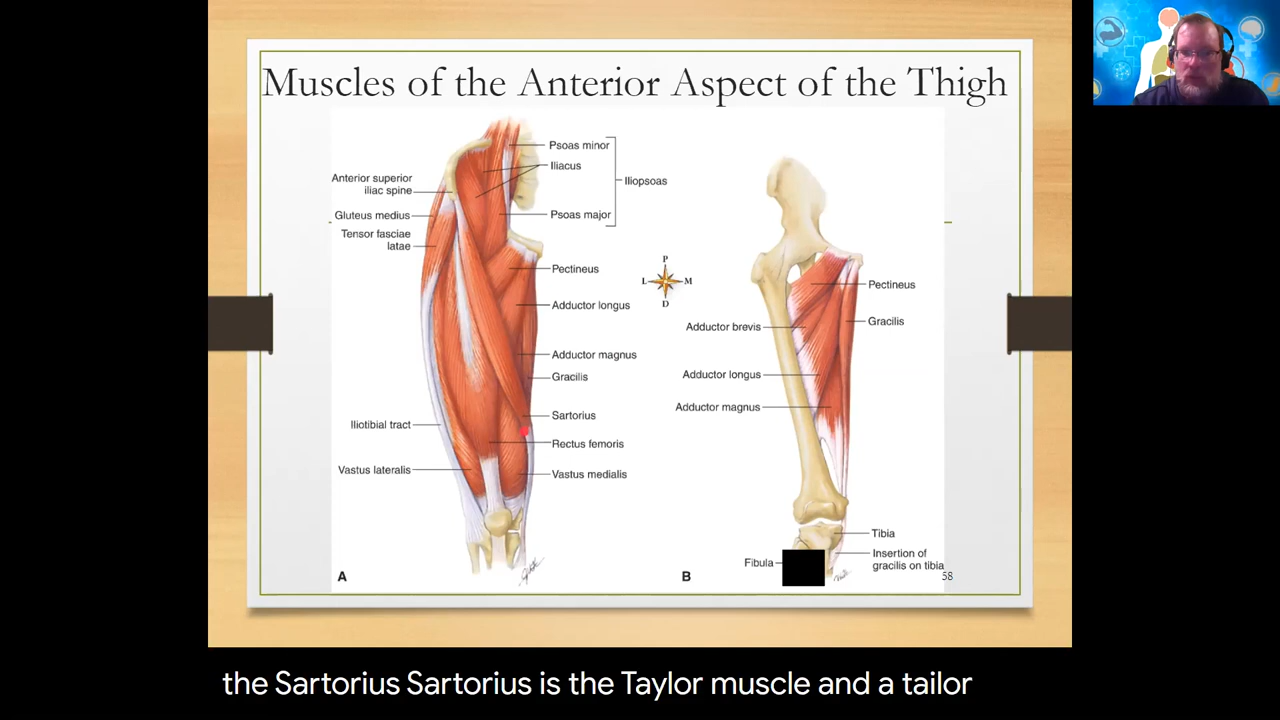 Muscles of the Anterior Aspect of the Thigh
Psoas minor
Iliacus
Iliopsoas
Anterior superior
iliac spine
Psoas major
Gluteus medius
Tensor fasciae
latae
P
L
M
D
Pectineus
Adductor longus
Adductor magnus
Gracilis
Sartorius
Iliotibial tract
Rectus femoris
Vastus lateralis
Vastus medialis
A
Pectineus
Gracilis
Adductor brevis
Adductor longus
Adductor magnus
Tibia
Fibula
Insertion of
gracilis on tibia
B
58
the Sartorius Sartorius is the Taylor muscle and a tailor